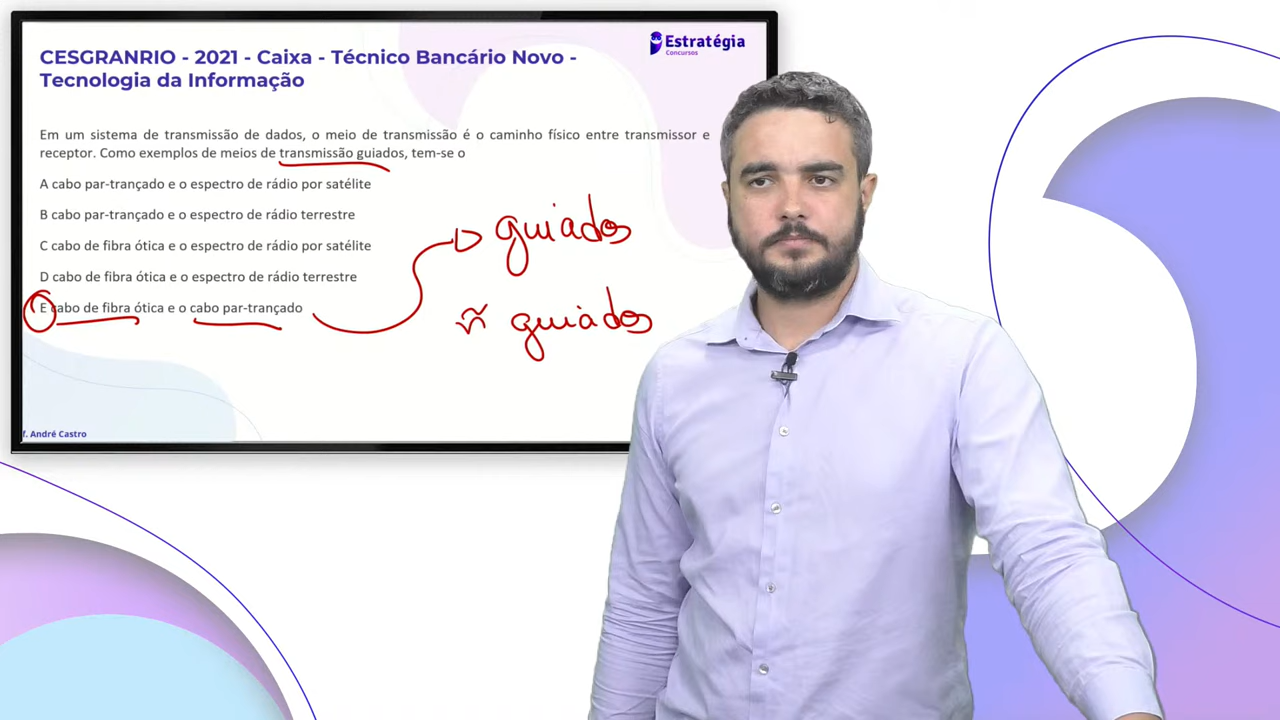 CESGRANRIO - 2021 - Caixa - Técnico Bancário Novo -
Tecnologia da Informação
Estratégia
Concursos
Em um sistema de transmissão de dados, o meio de transmissão é o caminho físico entre transmissor e
receptor. Como exemplos de meios de transmissão guiados, tem-se o
A cabo par-trançado e o espectro de rádio por satélite
B cabo par-trançado e o espectro de rádio terrestre
C cabo de fibra ótica e o espectro de rádio por satélite
D cabo de fibra ótica e o espectro de rádio terrestre
E cabo de fibra ótica e o cabo par-trançado
guiados
ñ guiados
f. André Castro